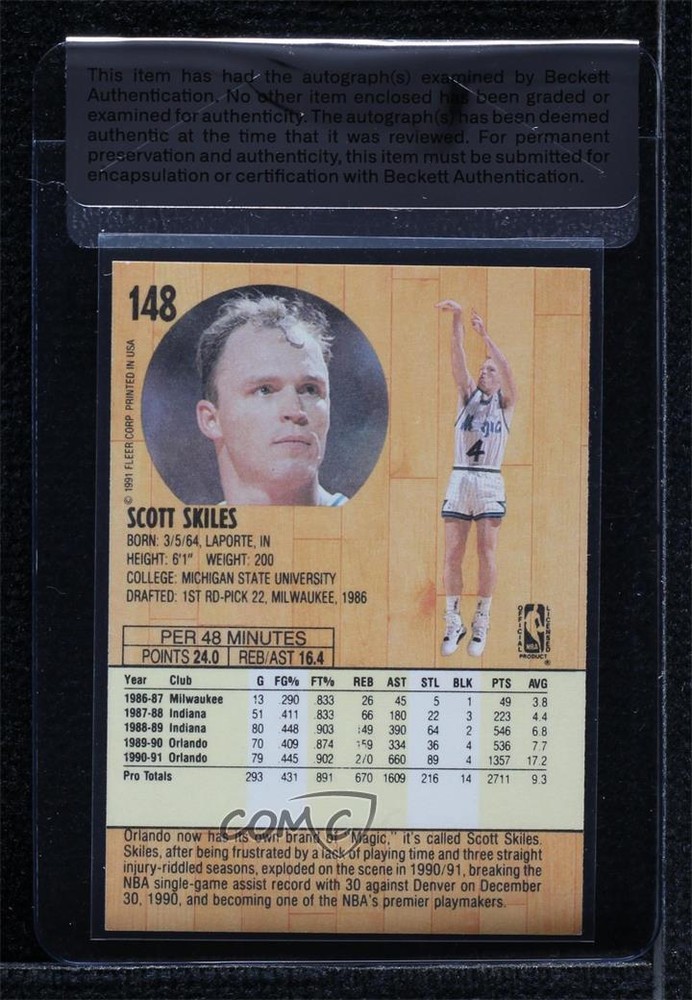 This item has had the autograph(s) examined by Beckett
Authentication. No other item enclosed has been graded or
examined for authenticity. The autograph(s) has been deemed
authentic at the time that it was reviewed. For permanent
preservation and authenticity, this item must be submitted for
encapsulation or certification with Beckett Authentication.
148
© 1991 FLEER CORP. PRINTED IN USA
Magic
4
SCOTT SKILES
BORN: 3/5/64, LAPORTE, IN
HEIGHT: 6'1" WEIGHT: 200
COLLEGE: MICHIGAN STATE UNIVERSITY
DRAFTED: 1ST RD-PICK 22, MILWAUKEE, 1986
OFFICIAL LICENSED
NBA
PRODUCT ®
PER 48 MINUTES
POINTS 24.0 REB/AST 16.4
Year Club G FG% FT% REB AST STL BLK PTS AVG
1986-87 Milwaukee 13 .290 .833 26 45 5 1 49 3.8
1987-88 Indiana 51 .411 .833 66 180 22 3 223 4.4
1988-89 Indiana 80 .448 .903 149 390 64 2 546 6.8
1989-90 Orlando 70 .409 .874 159 334 36 4 536 7.7
1990-91 Orlando 79 .445 .902 270 660 89 4 1357 17.2
Pro Totals 293 .431 .891 670 1609 216 14 2711 9.3
COMC
Orlando now has its own brand of "Magic," it's called Scott Skiles.
Skiles, after being frustrated by a lack of playing time and three straight
injury-riddled seasons, exploded on the scene in 1990/91, breaking the
NBA single-game assist record with 30 against Denver on December
30, 1990, and becoming one of the NBA's premier playmakers.